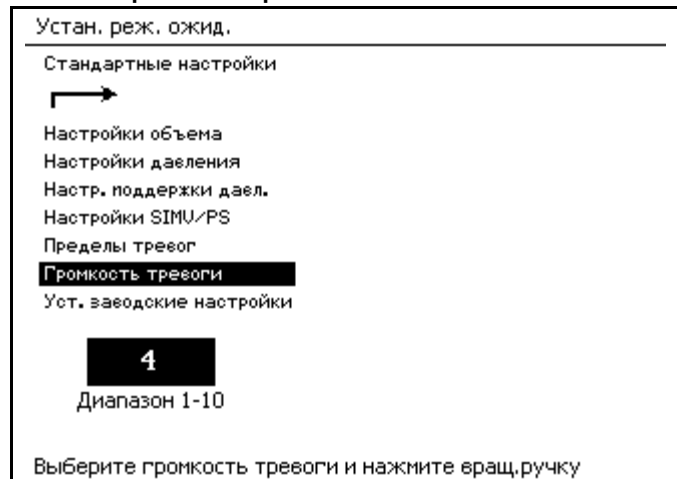 Устан. реж. ожид.
Стандартные настройки
Настройки объема
Настройки давления
Настр. поддержки давл.
Настройки SIMV/PS
Пределы тревог
Громкость тревоги
Уст. заводские настройки
4
Диапазон 1-10
Выберите громкость тревоги и нажмите вращ.ручку